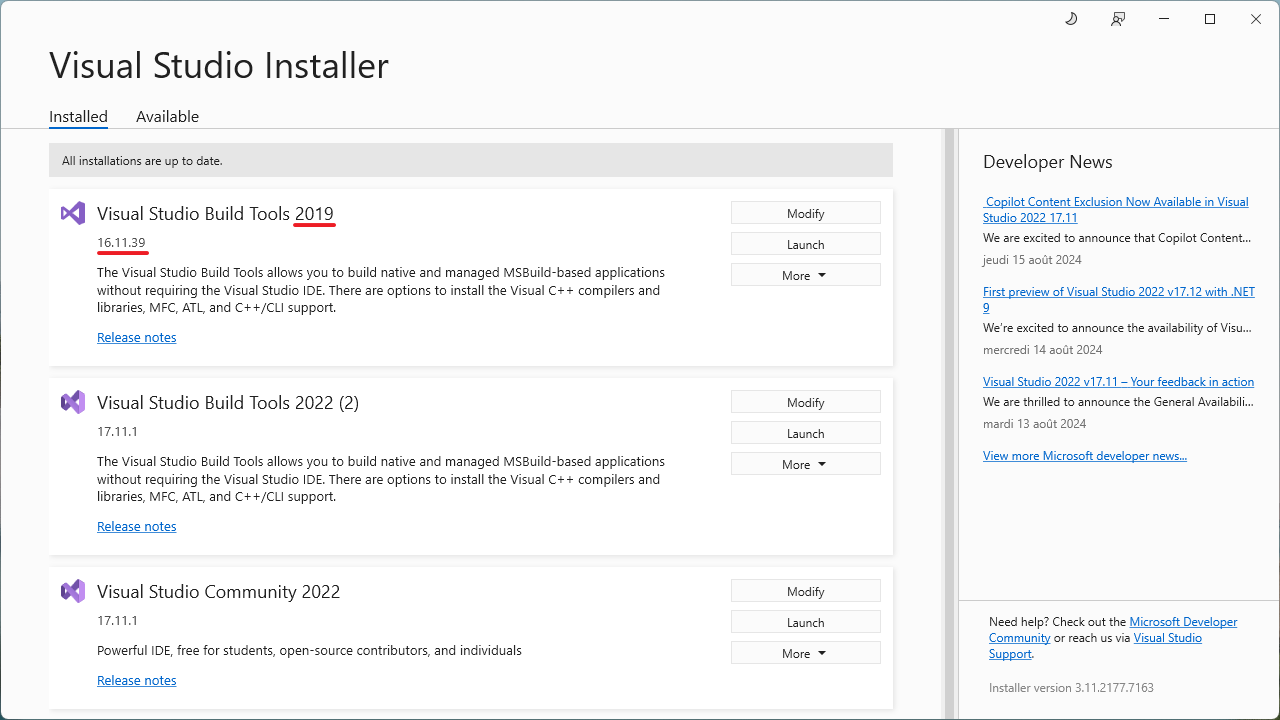 Visual Studio Installer
Installed Available
All installations are up to date.
Visual Studio Build Tools 2019
16.11.39
The Visual Studio Build Tools allows you to build native and managed MSBuild-based applications
without requiring the Visual Studio IDE. There are options to install the Visual C++ compilers and
libraries, MFC, ATL, and C++/CLI support.
Release notes
Modify
Launch
More
Visual Studio Build Tools 2022 (2)
17.11.1
The Visual Studio Build Tools allows you to build native and managed MSBuild-based applications
without requiring the Visual Studio IDE. There are options to install the Visual C++ compilers and
libraries, MFC, ATL, and C++/CLI support.
Release notes
Modify
Launch
More
Visual Studio Community 2022
17.11.1
Powerful IDE, free for students, open-source contributors, and individuals
Release notes
Modify
Launch
More
Developer News
Copilot Content Exclusion Now Available in Visual
Studio 2022 17.11
We are excited to announce that Copilot Content...
jeudi 15 août 2024
First preview of Visual Studio 2022 v17.12 with .NET
9
We're excited to announce the availability of Visu...
mercredi 14 août 2024
Visual Studio 2022 v17.11 – Your feedback in action
We are thrilled to announce the General Availabili...
mardi 13 août 2024
View more Microsoft developer news...
Need help? Check out the Microsoft Developer
Community or reach us via Visual Studio
Support.
Installer version 3.11.2177.7163